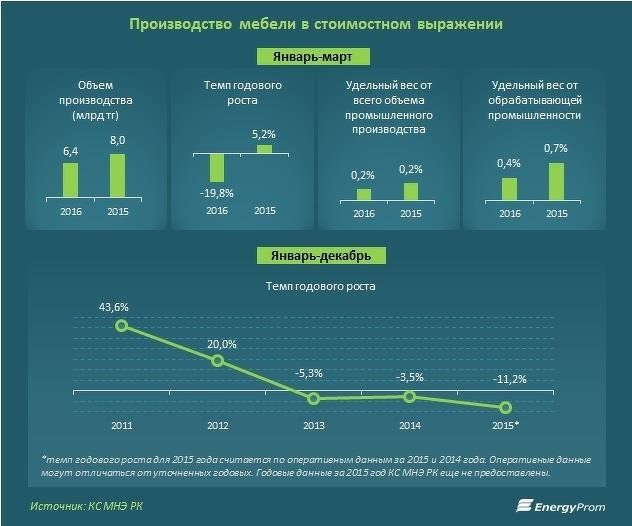 Производство мебели в стоимостном выражении
Январь-март
Объем
производства
(млрд тг)
6,4
8,0
2016
2015
Темп годового
роста
5,2%
-19,8%
2016
2015
Удельный вес от
всего объема
промышленного
производства
0,2%
0,2%
2016
2015
Удельный вес от
обрабатывающей
промышленности
0,4%
0,7%
2016
2015
Январь-декабрь
Темп годового роста
43,6%
20,0%
-5,3%
-3,5%
-11,2%
2011
2012
2013
2014
2015*
*темп годового роста для 2015 года считается по оперативным данным за 2015 и 2014 года. Оперативные данные
могут отличаться от уточненных годовых. Годовые данные за 2015 год КС МНЭ РК еще не предоставлены.
Источник: КС МНЭ РК
EnergyProm